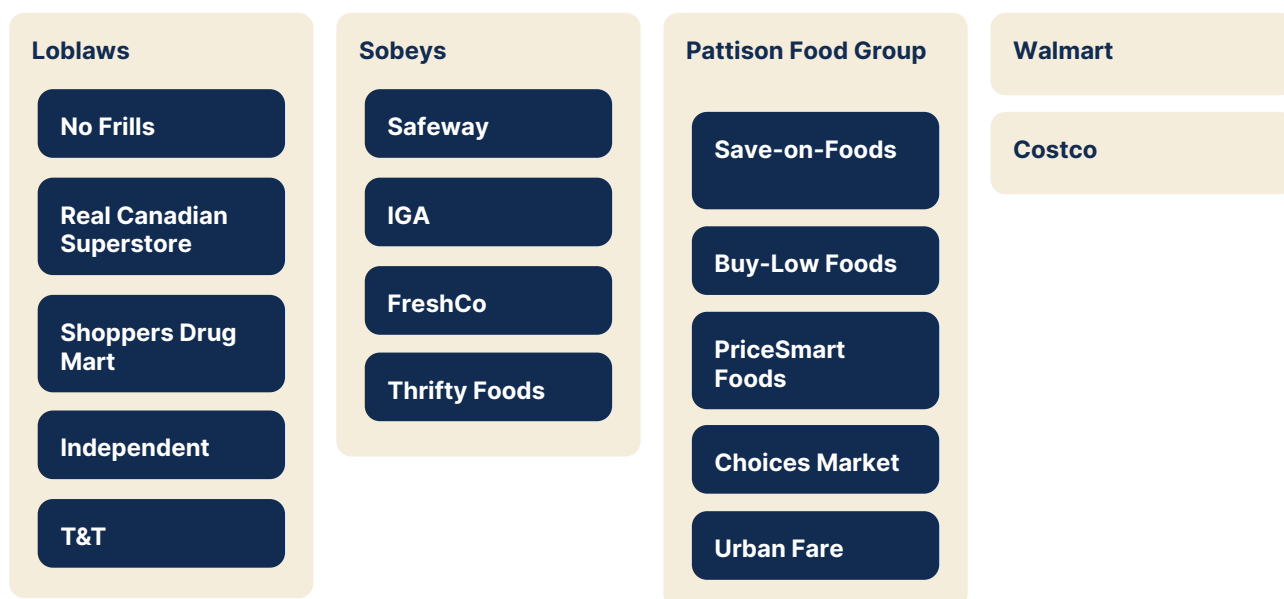 Loblaws
No Frills
Real Canadian
Superstore
Shoppers Drug
Mart
Independent
T&T
Sobeys
Safeway
IGA
FreshCo
Thrifty Foods
Pattison Food Group
Save-on-Foods
Buy-Low Foods
PriceSmart
Foods
Choices Market
Urban Fare
Walmart
Costco